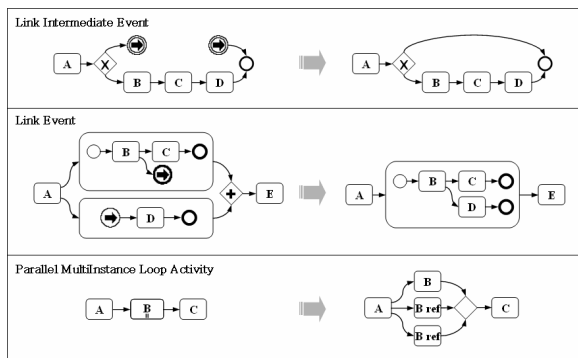 Link Intermediate Event
A X B C D
A X B C D
Link Event
A B C D E
A B C D E
Parallel MultiInstance Loop Activity
A B C
A B B ref B ref C